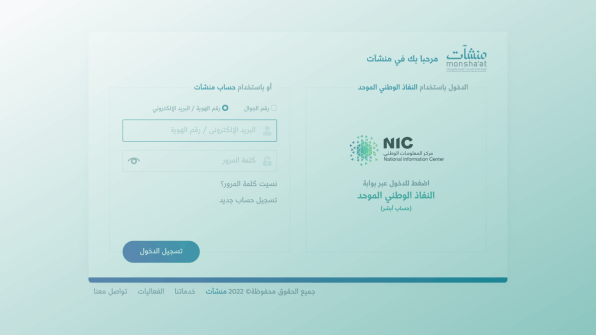 منشآت
monsha'at
مرحبا بك في منشآت
الدخول باستخدام النفاذ الوطني الموحد
NIC
مركز المعلومات الوطني
National Information Center
اضغط للدخول عبر بوابة
النفاذ الوطني الموحد
(حساب أبشر)
أو باستخدام حساب منشآت
رقم الجوال
رقم الهوية / البريد الإلكتروني
البريد الإلكتروني / رقم الهوية
كلمة المرور
نسيت كلمة المرور؟
تسجيل حساب جديد
تسجيل الدخول
جميع الحقوق محفوظة© 2022 منشآت
خدماتنا
الفعاليات
تواصل معنا